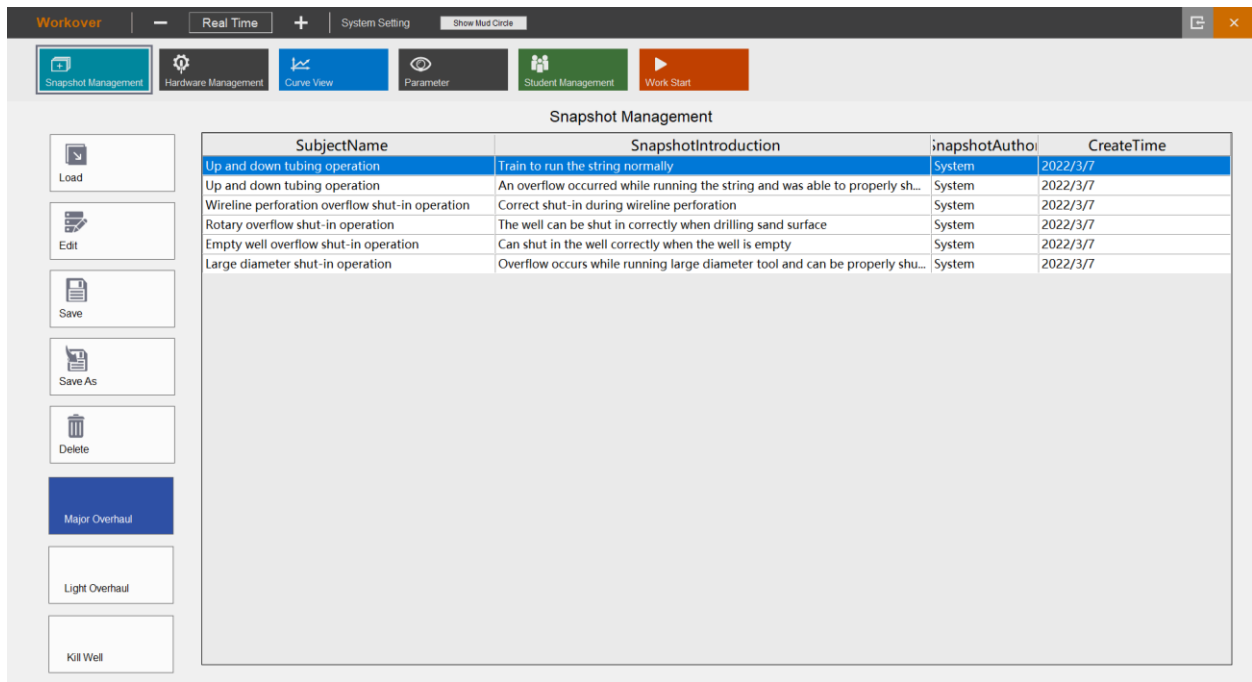 Workover
Real Time
System Setting
Show Mud Circle
Snapshot Management
Hardware Management
Curve View
Parameter
Student Management
Work Start
Snapshot Management
Load
Edit
Save
Save As
Delete
Major Overhaul
Light Overhaul
Kill Well
SubjectName SnapshotIntroduction SnapshotAuthor CreateTime
Up and down tubing operation Train to run the string normally System 2022/3/7
Up and down tubing operation An overflow occurred while running the string and was able to properly sh... System 2022/3/7
Wireline perforation overflow shut-in operation Correct shut-in during wireline perforation System 2022/3/7
Rotary overflow shut-in operation The well can be shut in correctly when drilling sand surface System 2022/3/7
Empty well overflow shut-in operation Can shut in the well correctly when the well is empty System 2022/3/7
Large diameter shut-in operation Overflow occurs while running large diameter tool and can be properly shu... System 2022/3/7